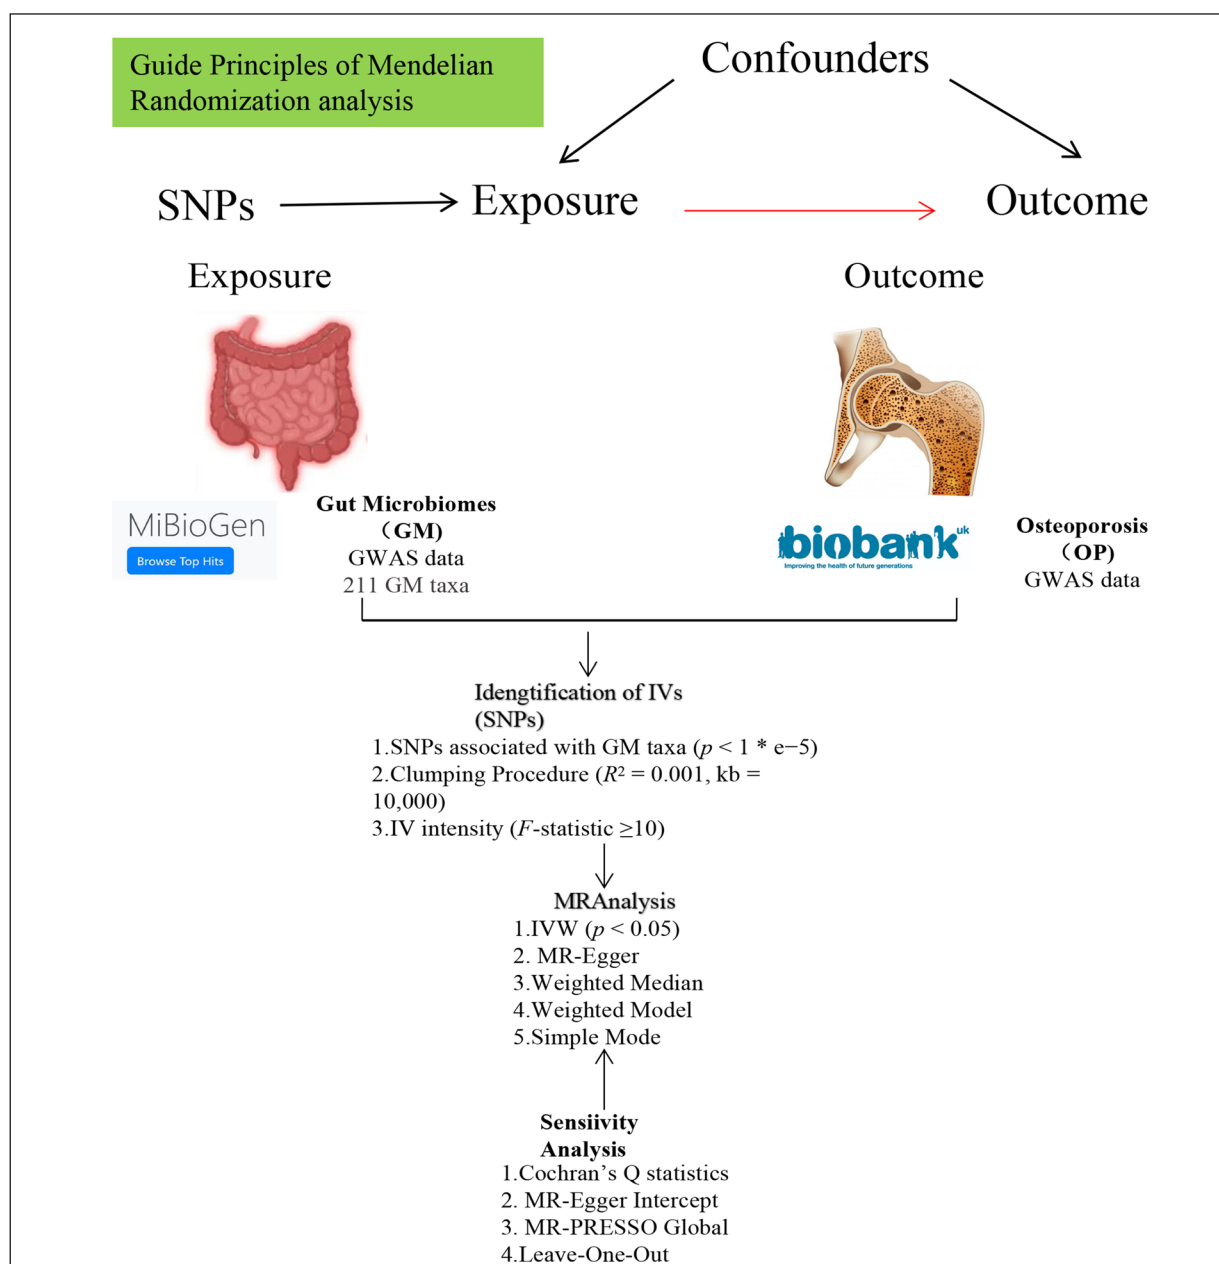 Guide Principles of Mendelian
Randomization analysis
Confounders
SNPs
Exposure
Outcome
Exposure
Outcome
MiBioGen
Browse Top Hits
Gut Microbiomes
（GM)
GWAS data
211 GM taxa
biobank uk
Improving the health of future generations
Osteoporosis
（OP)
GWAS data
Idengtification of IVs
(SNPs)
1.SNPs associated with GM taxa (p < 1 * e−5)
2.Clumping Procedure (R² = 0.001, kb =
10,000)
3.IV intensity (F-statistic ≥10)
MRAnalysis
1.IVW (p < 0.05)
2. MR-Egger
3.Weighted Median
4.Weighted Model
5.Simple Mode
Sensiivity
Analysis
1.Cochran’s Q statistics
2. MR-Egger Intercept
3. MR-PRESSO Global
4.Leave-One-Out